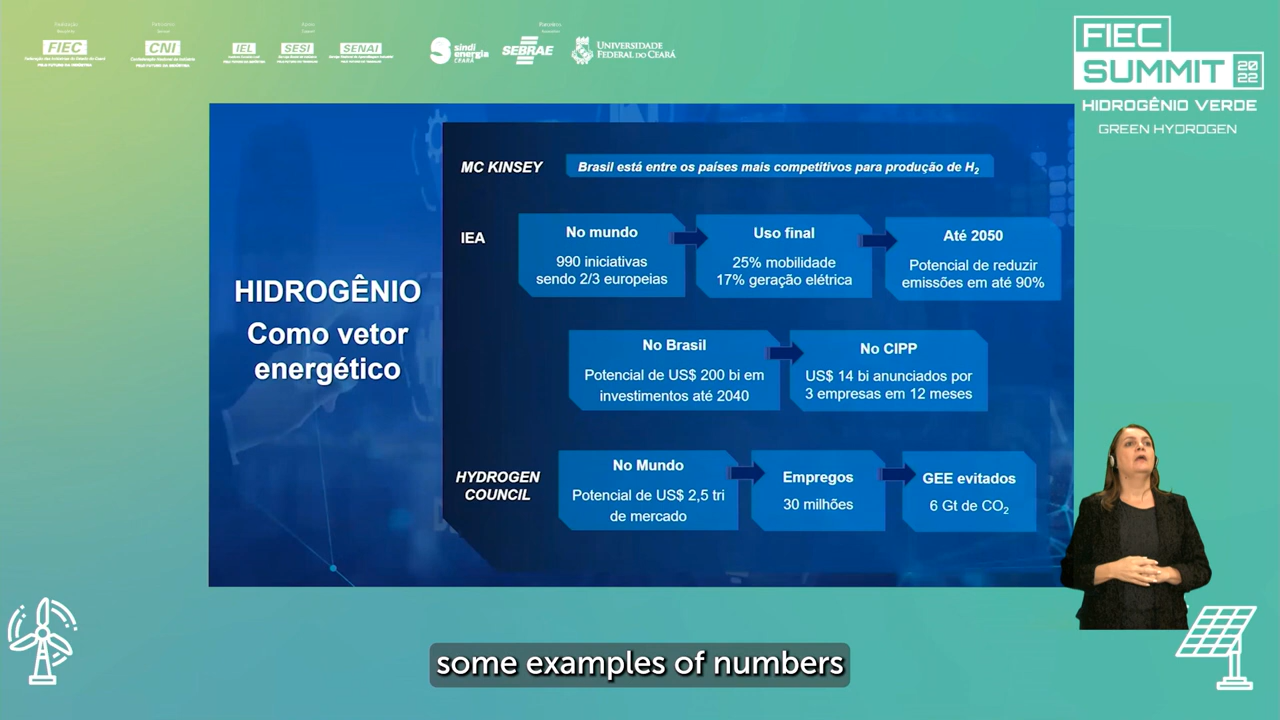 FIEC
CNI
IEL
SESI
SENAI
sindi
energia
CEARÁ
SEBRAE
UNIVERSIDADE
FEDERAL DO CEARÁ
FIEC
SUMMIT 2022
HIDROGÊNIO VERDE
GREEN HYDROGEN
HIDROGÊNIO
Como vetor
energético
MC KINSEY
Brasil está entre os países mais competitivos para produção de H₂
IEA
No mundo
990 iniciativas
sendo 2/3 europeias
Uso final
25% mobilidade
17% geração elétrica
Até 2050
Potencial de reduzir
emissões em até 90%
No Brasil
Potencial de US$ 200 bi em
investimentos até 2040
No CIPP
US$ 14 bi anunciados por
3 empresas em 12 meses
HYDROGEN
COUNCIL
No Mundo
Potencial de US$ 2,5 tri
de mercado
Empregos
30 milhões
GEE evitados
6 Gt de CO₂
some examples of numbers